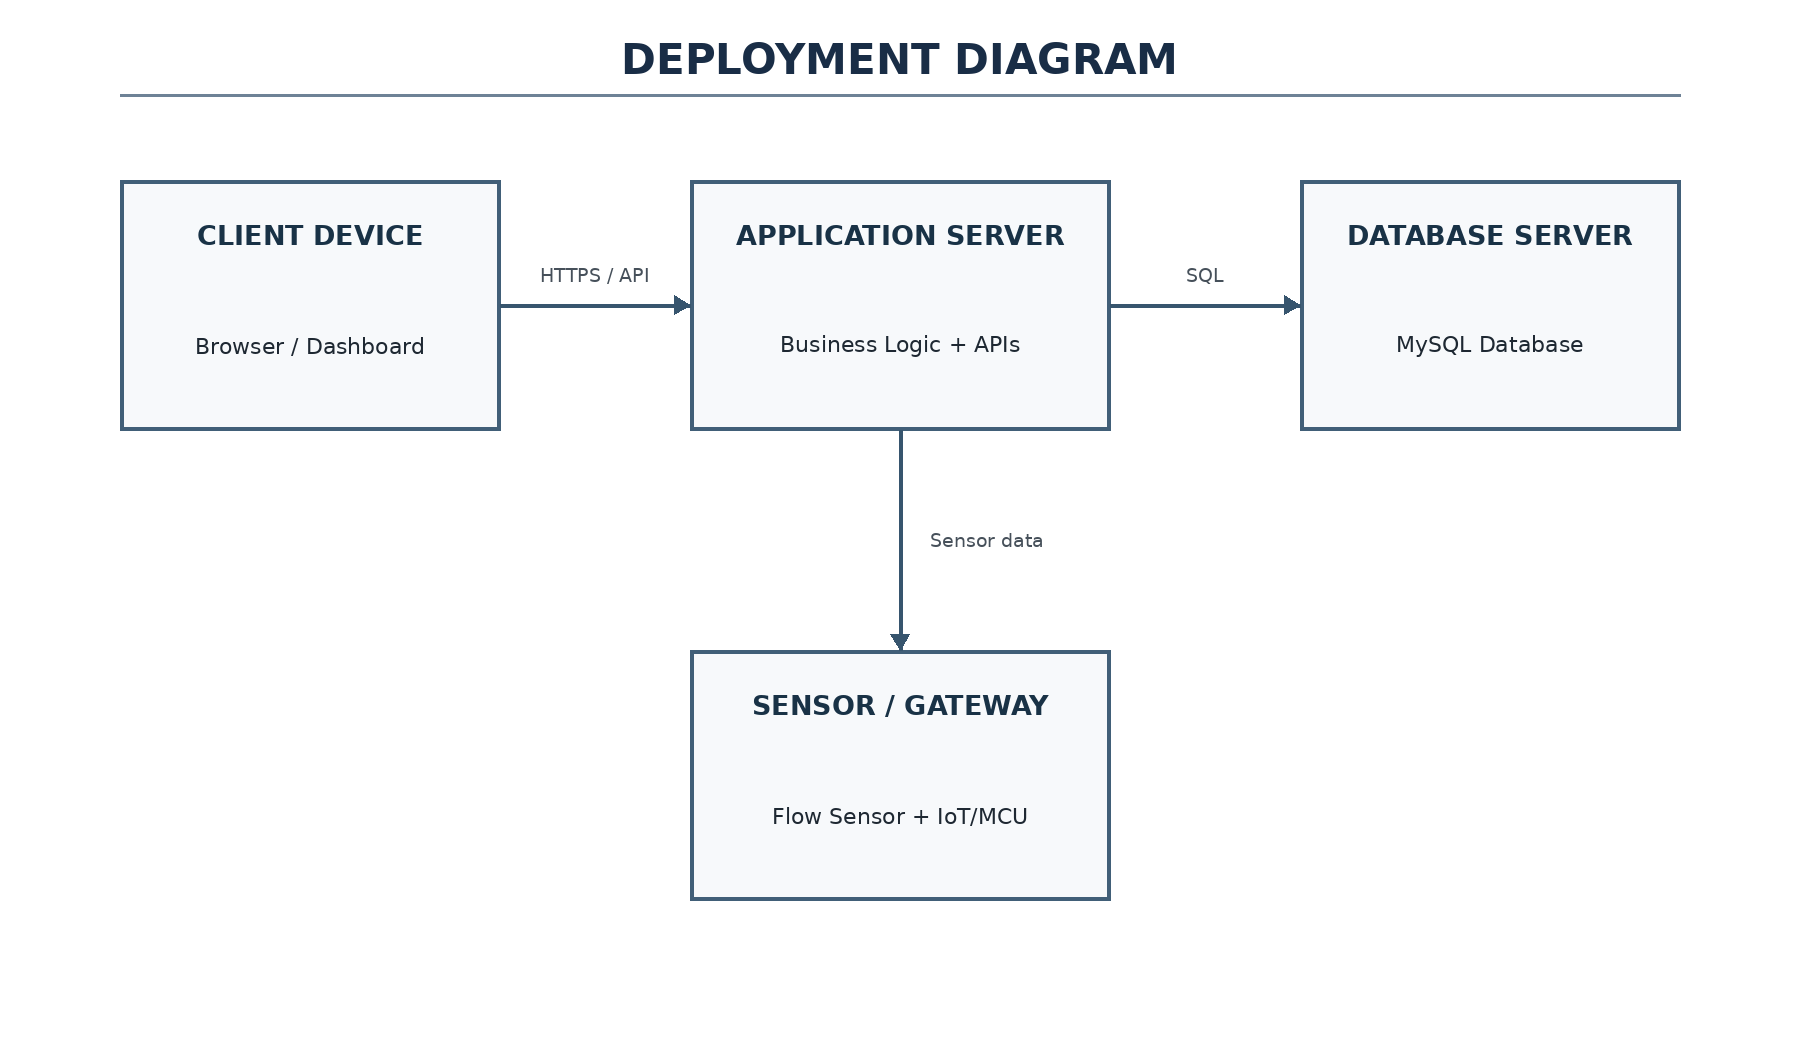 DEPLOYMENT DIAGRAM
CLIENT DEVICE
Browser / Dashboard
HTTPS / API
APPLICATION SERVER
Business Logic + APIs
SQL
DATABASE SERVER
MySQL Database
Sensor data
SENSOR / GATEWAY
Flow Sensor + IoT/MCU